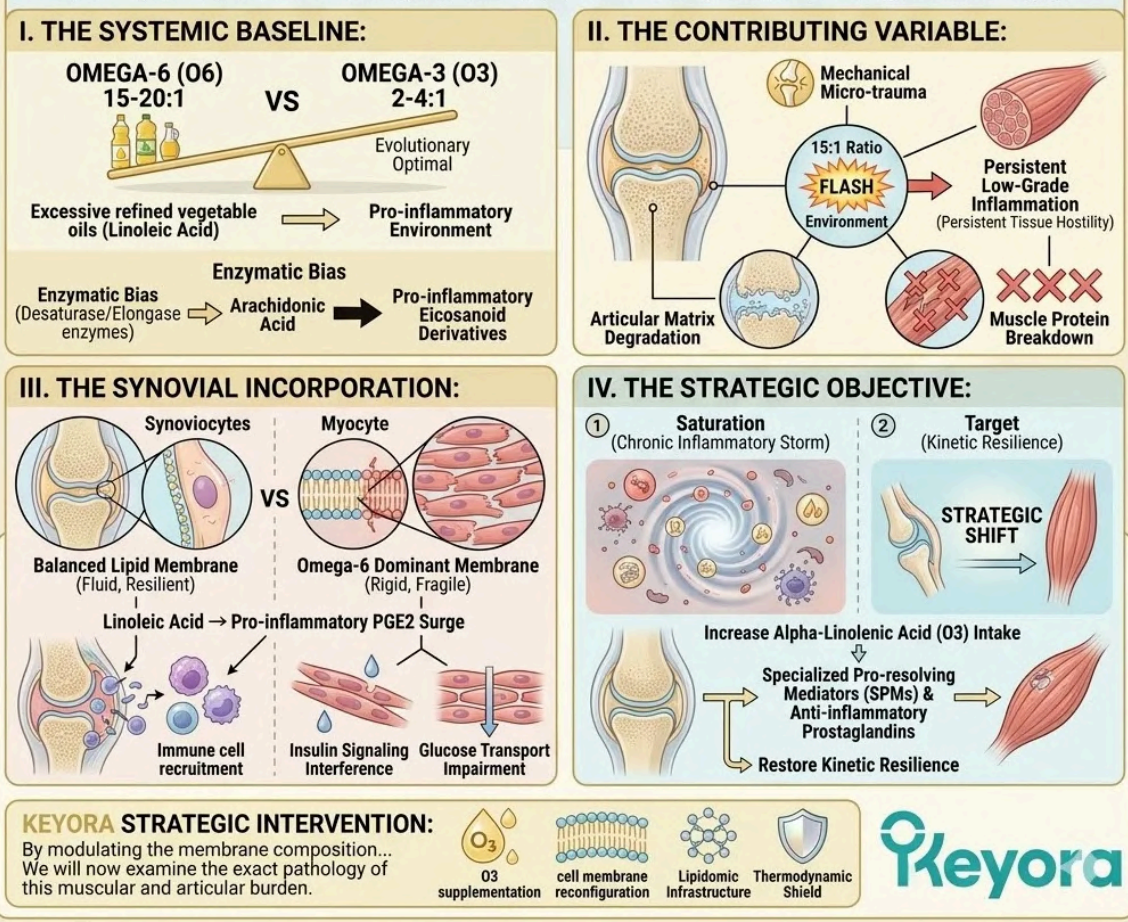 I. THE SYSTEMIC BASELINE:
OMEGA-6 (O6)
15-20:1
VS
OMEGA-3 (O3)
2-4:1
Evolutionary
Optimal
Excessive refined vegetable
oils (Linoleic Acid)
Pro-inflammatory
Environment
Enzymatic Bias
Enzymatic Bias
(Desaturase/Elongase
enzymes)
Arachidonic
Acid
Pro-inflammatory
Eicosanoid
Derivatives
II. THE CONTRIBUTING VARIABLE:
Mechanical
Micro-trauma
15:1 Ratio
FLASH
Environment
Persistent
Low-Grade
Inflammation
(Persistent Tissue Hostility)
Articular Matrix
Degradation
Muscle Protein
Breakdown
III. THE SYNOVIAL INCORPORATION:
Synoviocytes
VS
Myocyte
Balanced Lipid Membrane
(Fluid, Resilient)
Omega-6 Dominant Membrane
(Rigid, Fragile)
Linoleic Acid → Pro-inflammatory PGE2 Surge
Immune cell
recruitment
Insulin Signaling
Interference
Glucose Transport
Impairment
IV. THE STRATEGIC OBJECTIVE:
1 Saturation
(Chronic Inflammatory Storm)
2 Target
(Kinetic Resilience)
STRATEGIC
SHIFT
Increase Alpha-Linolenic Acid (O3) Intake
Specialized Pro-resolving
Mediators (SPMs) &
Anti-inflammatory
Prostaglandins
Restore Kinetic Resilience
KEYORA STRATEGIC INTERVENTION:
By modulating the membrane composition...
We will now examine the exact pathology of
this muscular and articular burden.
O3
O3
supplementation
cell membrane
reconfiguration
Lipidomic
Infrastructure
Thermodynamic
Shield
Keyora